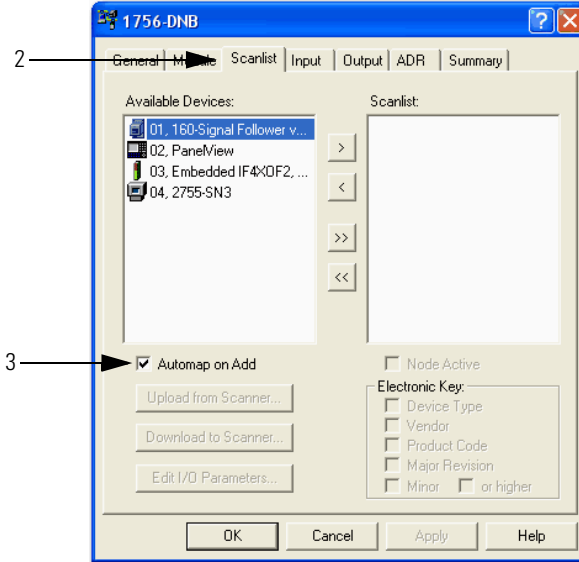 1756-DNB
2
General Module Scanlist Input Output ADR Summary
Available Devices:
Scanlist:
01, 160-Signal Follower v...
02, PanelView
03, Embedded IF4XOF2, ...
04, 2755-SN3
>
<
>>
<<
3
Automap on Add
Node Active
Upload from Scanner...
Download to Scanner...
Edit I/O Parameters...
Electronic Key:
Device Type
Vendor
Product Code
Major Revision
Minor or higher
OK Cancel Apply Help